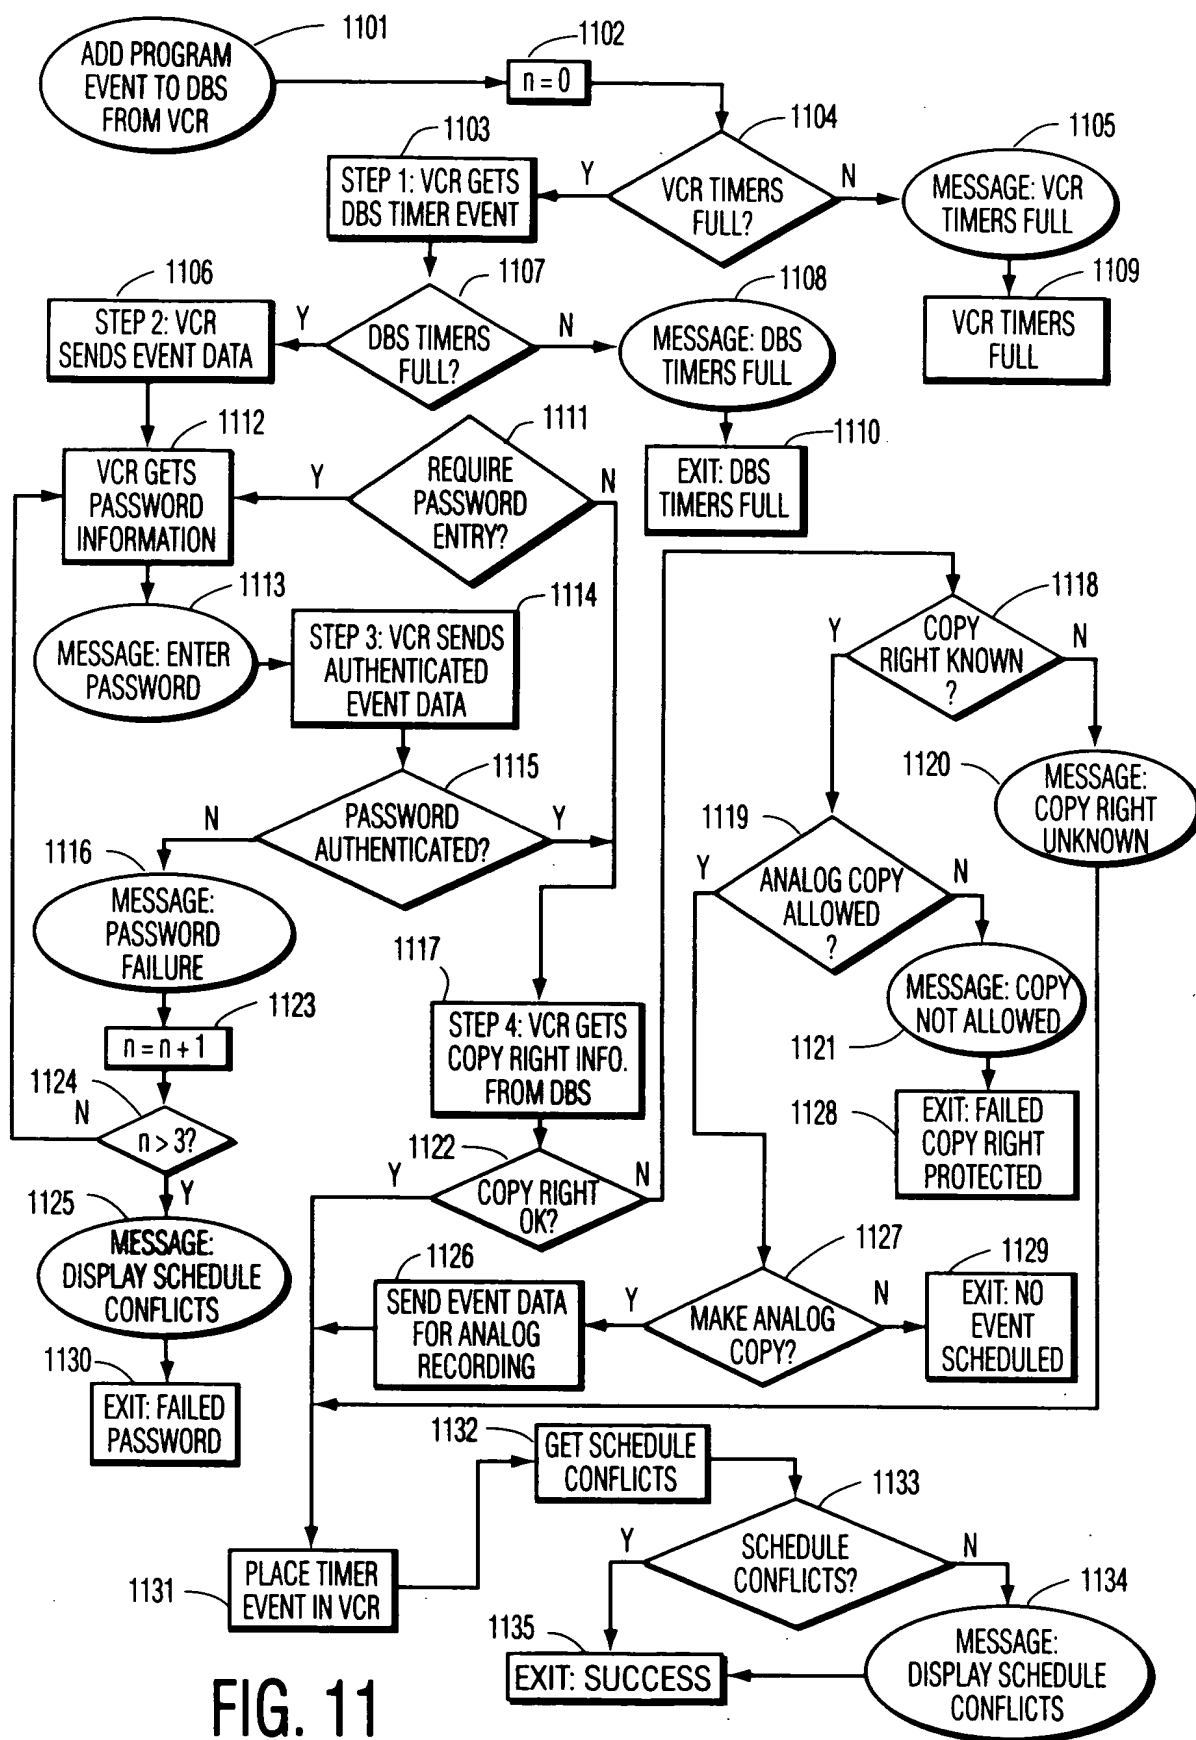 1101
ADD PROGRAM
EVENT TO DBS
FROM VCR
1102
n = 0
1103
STEP 1: VCR GETS
DBS TIMER EVENT
Y
1104
VCR TIMERS
FULL?
N
1105
MESSAGE: VCR
TIMERS FULL
1109
VCR TIMERS
FULL
1106
STEP 2: VCR
SENDS EVENT DATA
Y
1107
DBS TIMERS
FULL?
N
1108
MESSAGE: DBS
TIMERS FULL
1110
EXIT: DBS
TIMERS FULL
1112
VCR GETS
PASSWORD
INFORMATION
Y
1111
REQUIRE
PASSWORD
ENTRY?
N
1113
MESSAGE: ENTER
PASSWORD
1114
STEP 3: VCR SENDS
AUTHENTICATED
EVENT DATA
1115
N
PASSWORD
AUTHENTICATED?
Y
1116
MESSAGE:
PASSWORD
FAILURE
1123
n = n + 1
1124
N
n > 3?
Y
1125
MESSAGE:
DISPLAY SCHEDULE
CONFLICTS
1130
EXIT: FAILED
PASSWORD
1117
STEP 4: VCR GETS
COPY RIGHT INFO.
FROM DBS
1122
Y
COPY RIGHT
OK?
N
1118
Y
COPY
RIGHT KNOWN
?
N
1120
MESSAGE:
COPY RIGHT
UNKNOWN
1119
Y
ANALOG COPY
ALLOWED
?
N
MESSAGE: COPY
NOT ALLOWED
1121
1128
EXIT: FAILED
COPY RIGHT
PROTECTED
1126
SEND EVENT DATA
FOR ANALOG
RECORDING
Y
1127
MAKE ANALOG
COPY?
N
1129
EXIT: NO
EVENT
SCHEDULED
1132
GET SCHEDULE
CONFLICTS
1131
PLACE TIMER
EVENT IN VCR
1133
Y
SCHEDULE
CONFLICTS?
N
1134
MESSAGE:
DISPLAY SCHEDULE
CONFLICTS
1135
EXIT: SUCCESS
FIG. 11